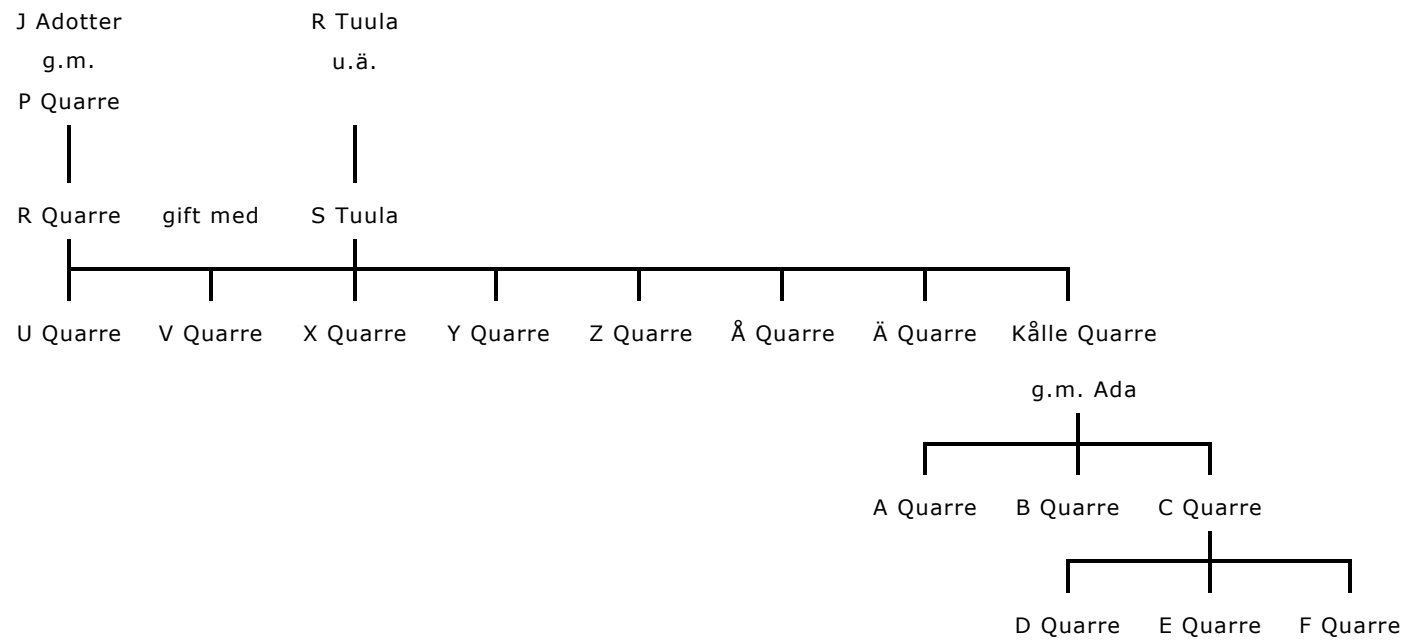 J Adotter R Tuula
g.m. u.ä.
P Quarre
R Quarre gift med S Tuula
U Quarre V Quarre X Quarre Y Quarre Z Quarre Å Quarre Ä Quarre Kålle Quarre
g.m. Ada
A Quarre B Quarre C Quarre
D Quarre E Quarre F Quarre